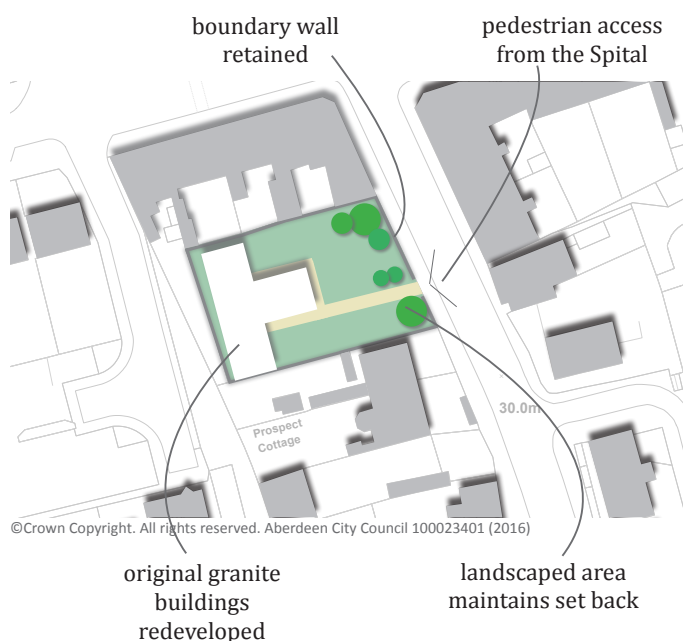 boundary wall
retained
pedestrian access
from the Spital
30.0m
Prospect
Cottage
©Crown Copyright. All rights reserved. Aberdeen City Council 100023401 (2016)
original granite
buildings
redeveloped
landscaped area
maintains set back